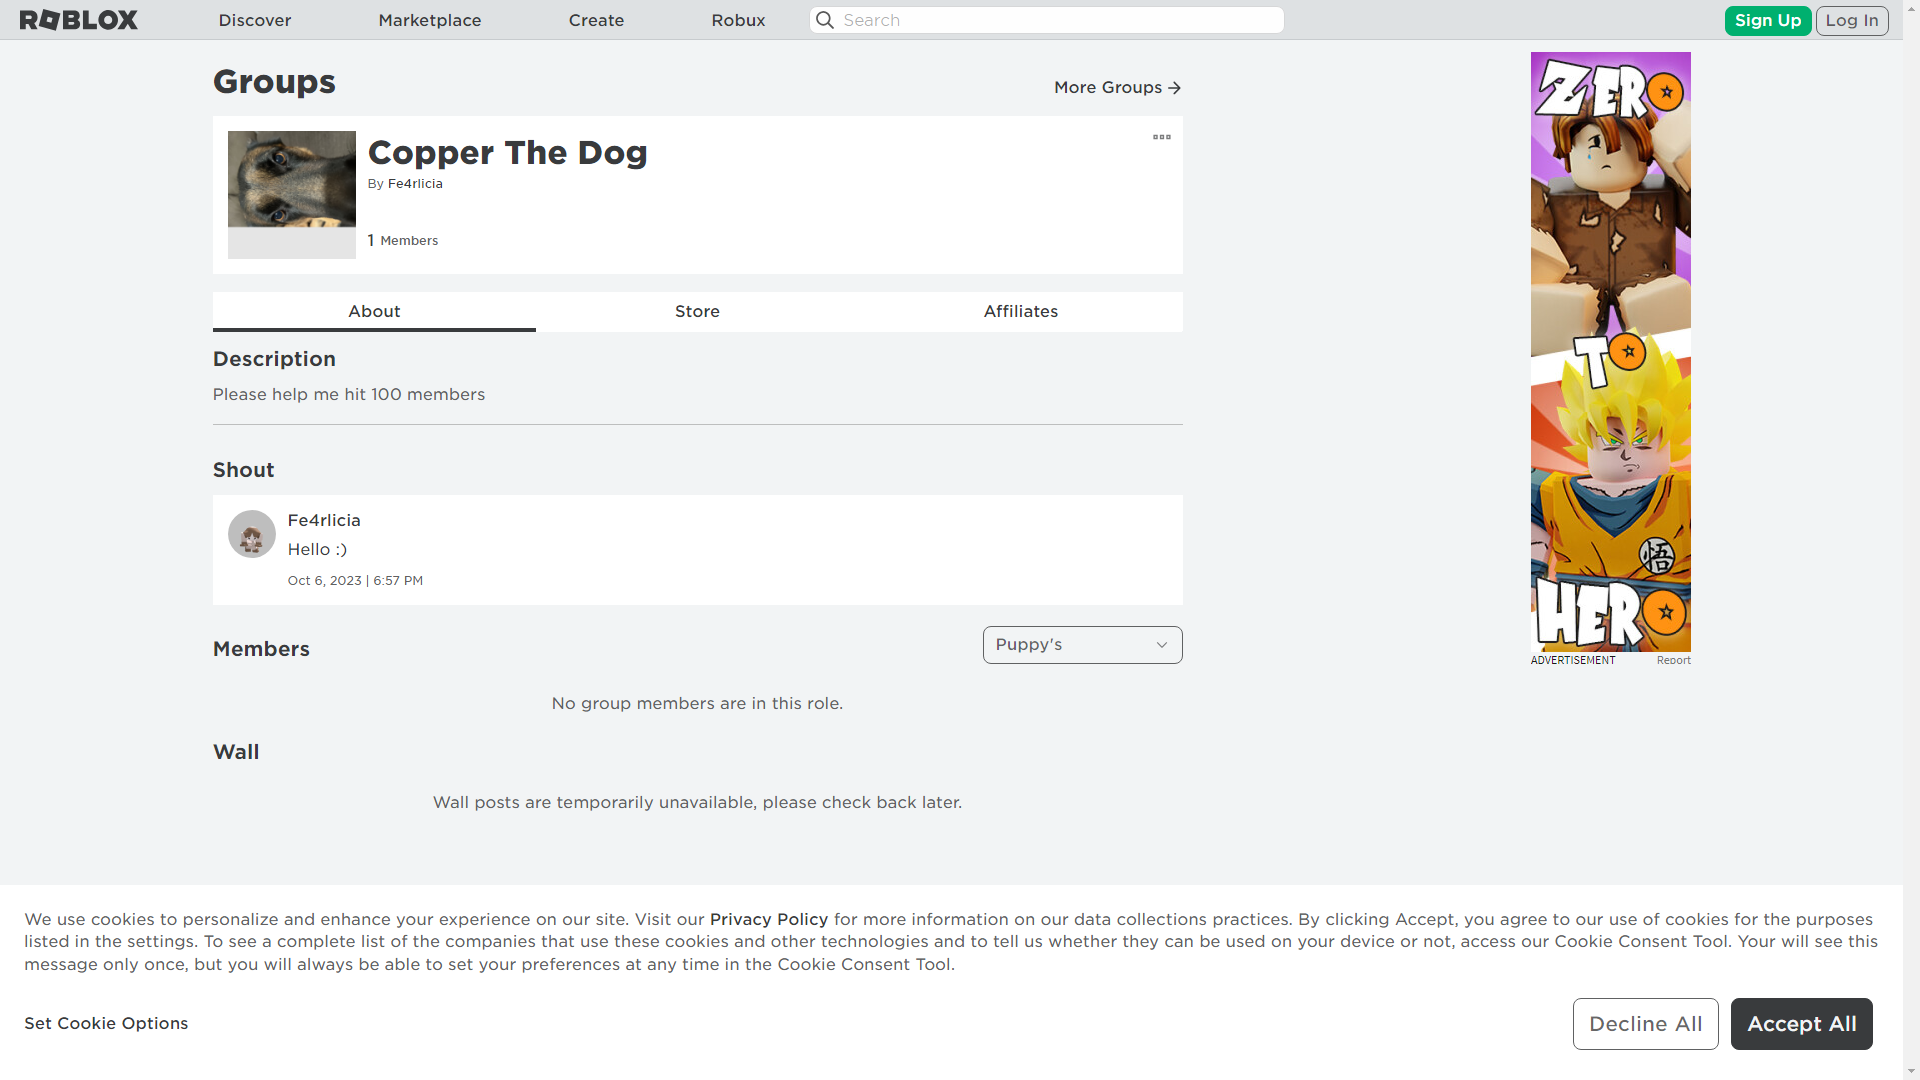 ROBLOX
Discover
Marketplace
Create
Robux
Search
Sign Up
Log In
Groups
More Groups
Copper The Dog
By Fe4rlicia
1 Members
About
Store
Affiliates
Description
Please help me hit 100 members
Shout
Fe4rlicia
Hello :)
Oct 6, 2023 | 6:57 PM
Members
Puppy's
No group members are in this role.
Wall
Wall posts are temporarily unavailable, please check back later.
ZERO
TO
悟
HERO
ADVERTISEMENT
Report
We use cookies to personalize and enhance your experience on our site. Visit our Privacy Policy for more information on our data collections practices. By clicking Accept, you agree to our use of cookies for the purposes
listed in the settings. To see a complete list of the companies that use these cookies and other technologies and to tell us whether they can be used on your device or not, access our Cookie Consent Tool. Your will see this
message only once, but you will always be able to set your preferences at any time in the Cookie Consent Tool.
Set Cookie Options
Decline All
Accept All